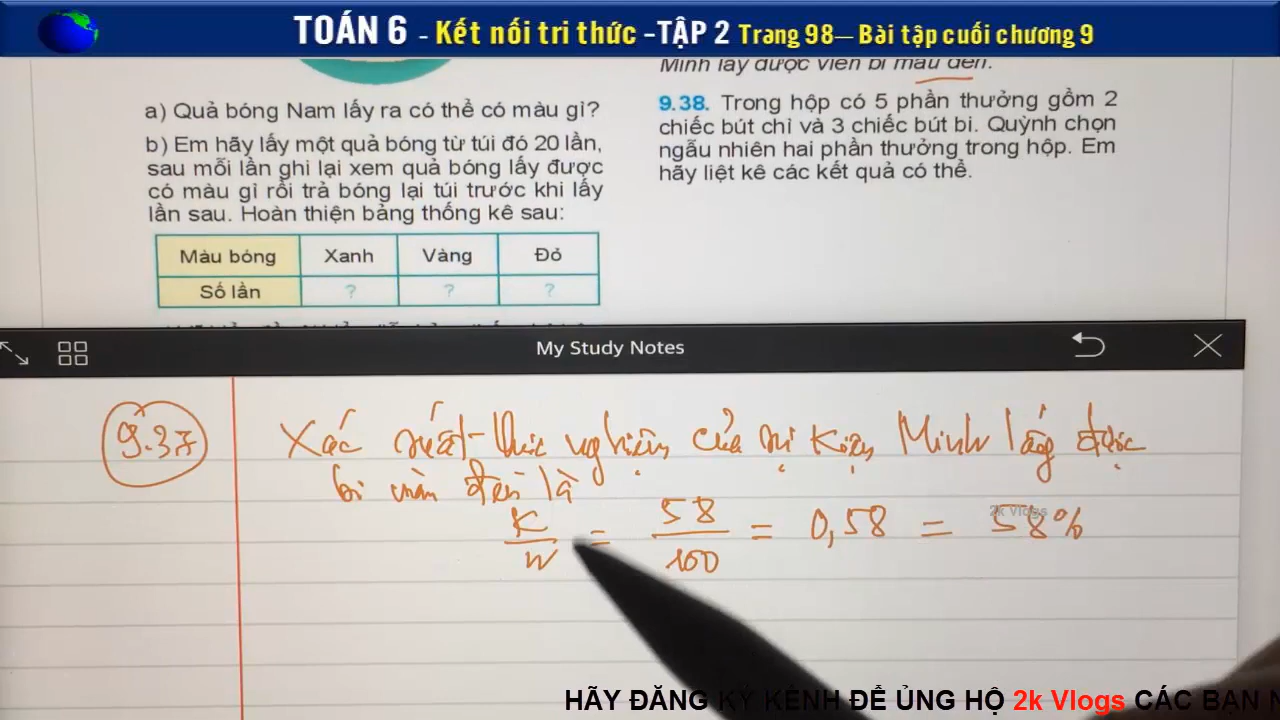 TOÁN 6 - Kết nối tri thức -TẬP 2 Trang 98— Bài tập cuối chương 9
a) Quả bóng Nam lấy ra có thể có màu gì?
b) Em hãy lấy một quả bóng từ túi đó 20 lần,
sau mỗi lần ghi lại xem quả bóng lấy được
có màu gì rồi trả bóng lại túi trước khi lấy
lần sau. Hoàn thiện bảng thống kê sau:
Màu bóng Xanh Vàng Đỏ
Số lần ? ? ?
Minh lấy được viên bi màu đen.
9.38. Trong hộp có 5 phần thưởng gồm 2
chiếc bút chì và 3 chiếc bút bi. Quỳnh chọn
ngẫu nhiên hai phần thưởng trong hộp. Em
hãy liệt kê các kết quả có thể.
My Study Notes
9.37 Xác suất thực nghiệm của sự kiện Minh lấy được
bi màu đen là
k/n = 58/100 = 0,58 = 58%
2k Vlogs
HÃY ĐĂNG KÝ KÊNH ĐỂ ỦNG HỘ 2k Vlogs CÁC BẠN